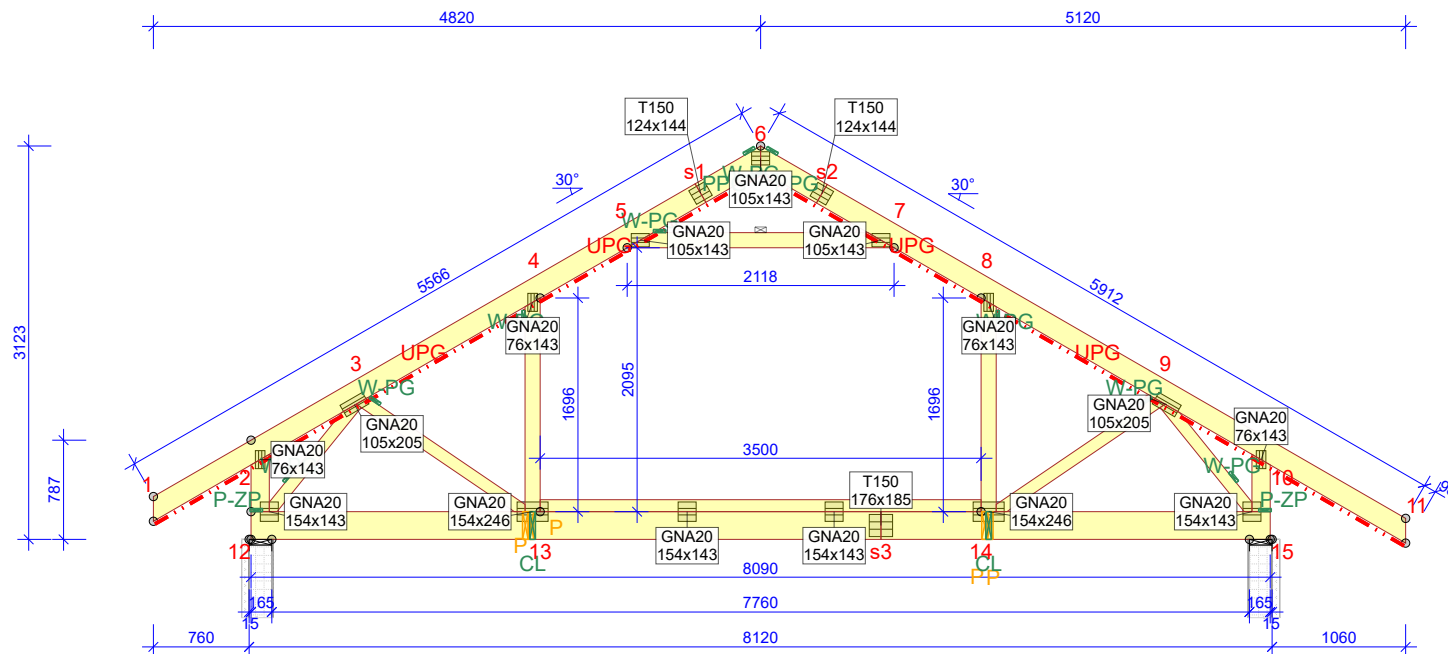 4820
5120
T150
124x144
T150
124x144
6
s1
s2
30°
30°
GNA20
105x143
5
7
W-PG
GNA20
105x143
GNA20
105x143
UPG
UPG
5566
5912
4
8
2118
3123
W-PG
GNA20
76x143
GNA20
76x143
3
UPG
UPG
9
W-PG
W-PG
2095
1696
1696
GNA20
105x205
GNA20
105x205
GNA20
76x143
GNA20
76x143
3500
1
2
787
T150
176x185
W-PG
10
11
P-ZP
P-ZP
GNA20
154x143
GNA20
154x246
GNA20
154x246
GNA20
154x143
P
P
GNA20
154x143
GNA20
154x143
12
13
s3
14
15
CL
CL
P P
8090
165
7760
165
15
15
760
8120
1060